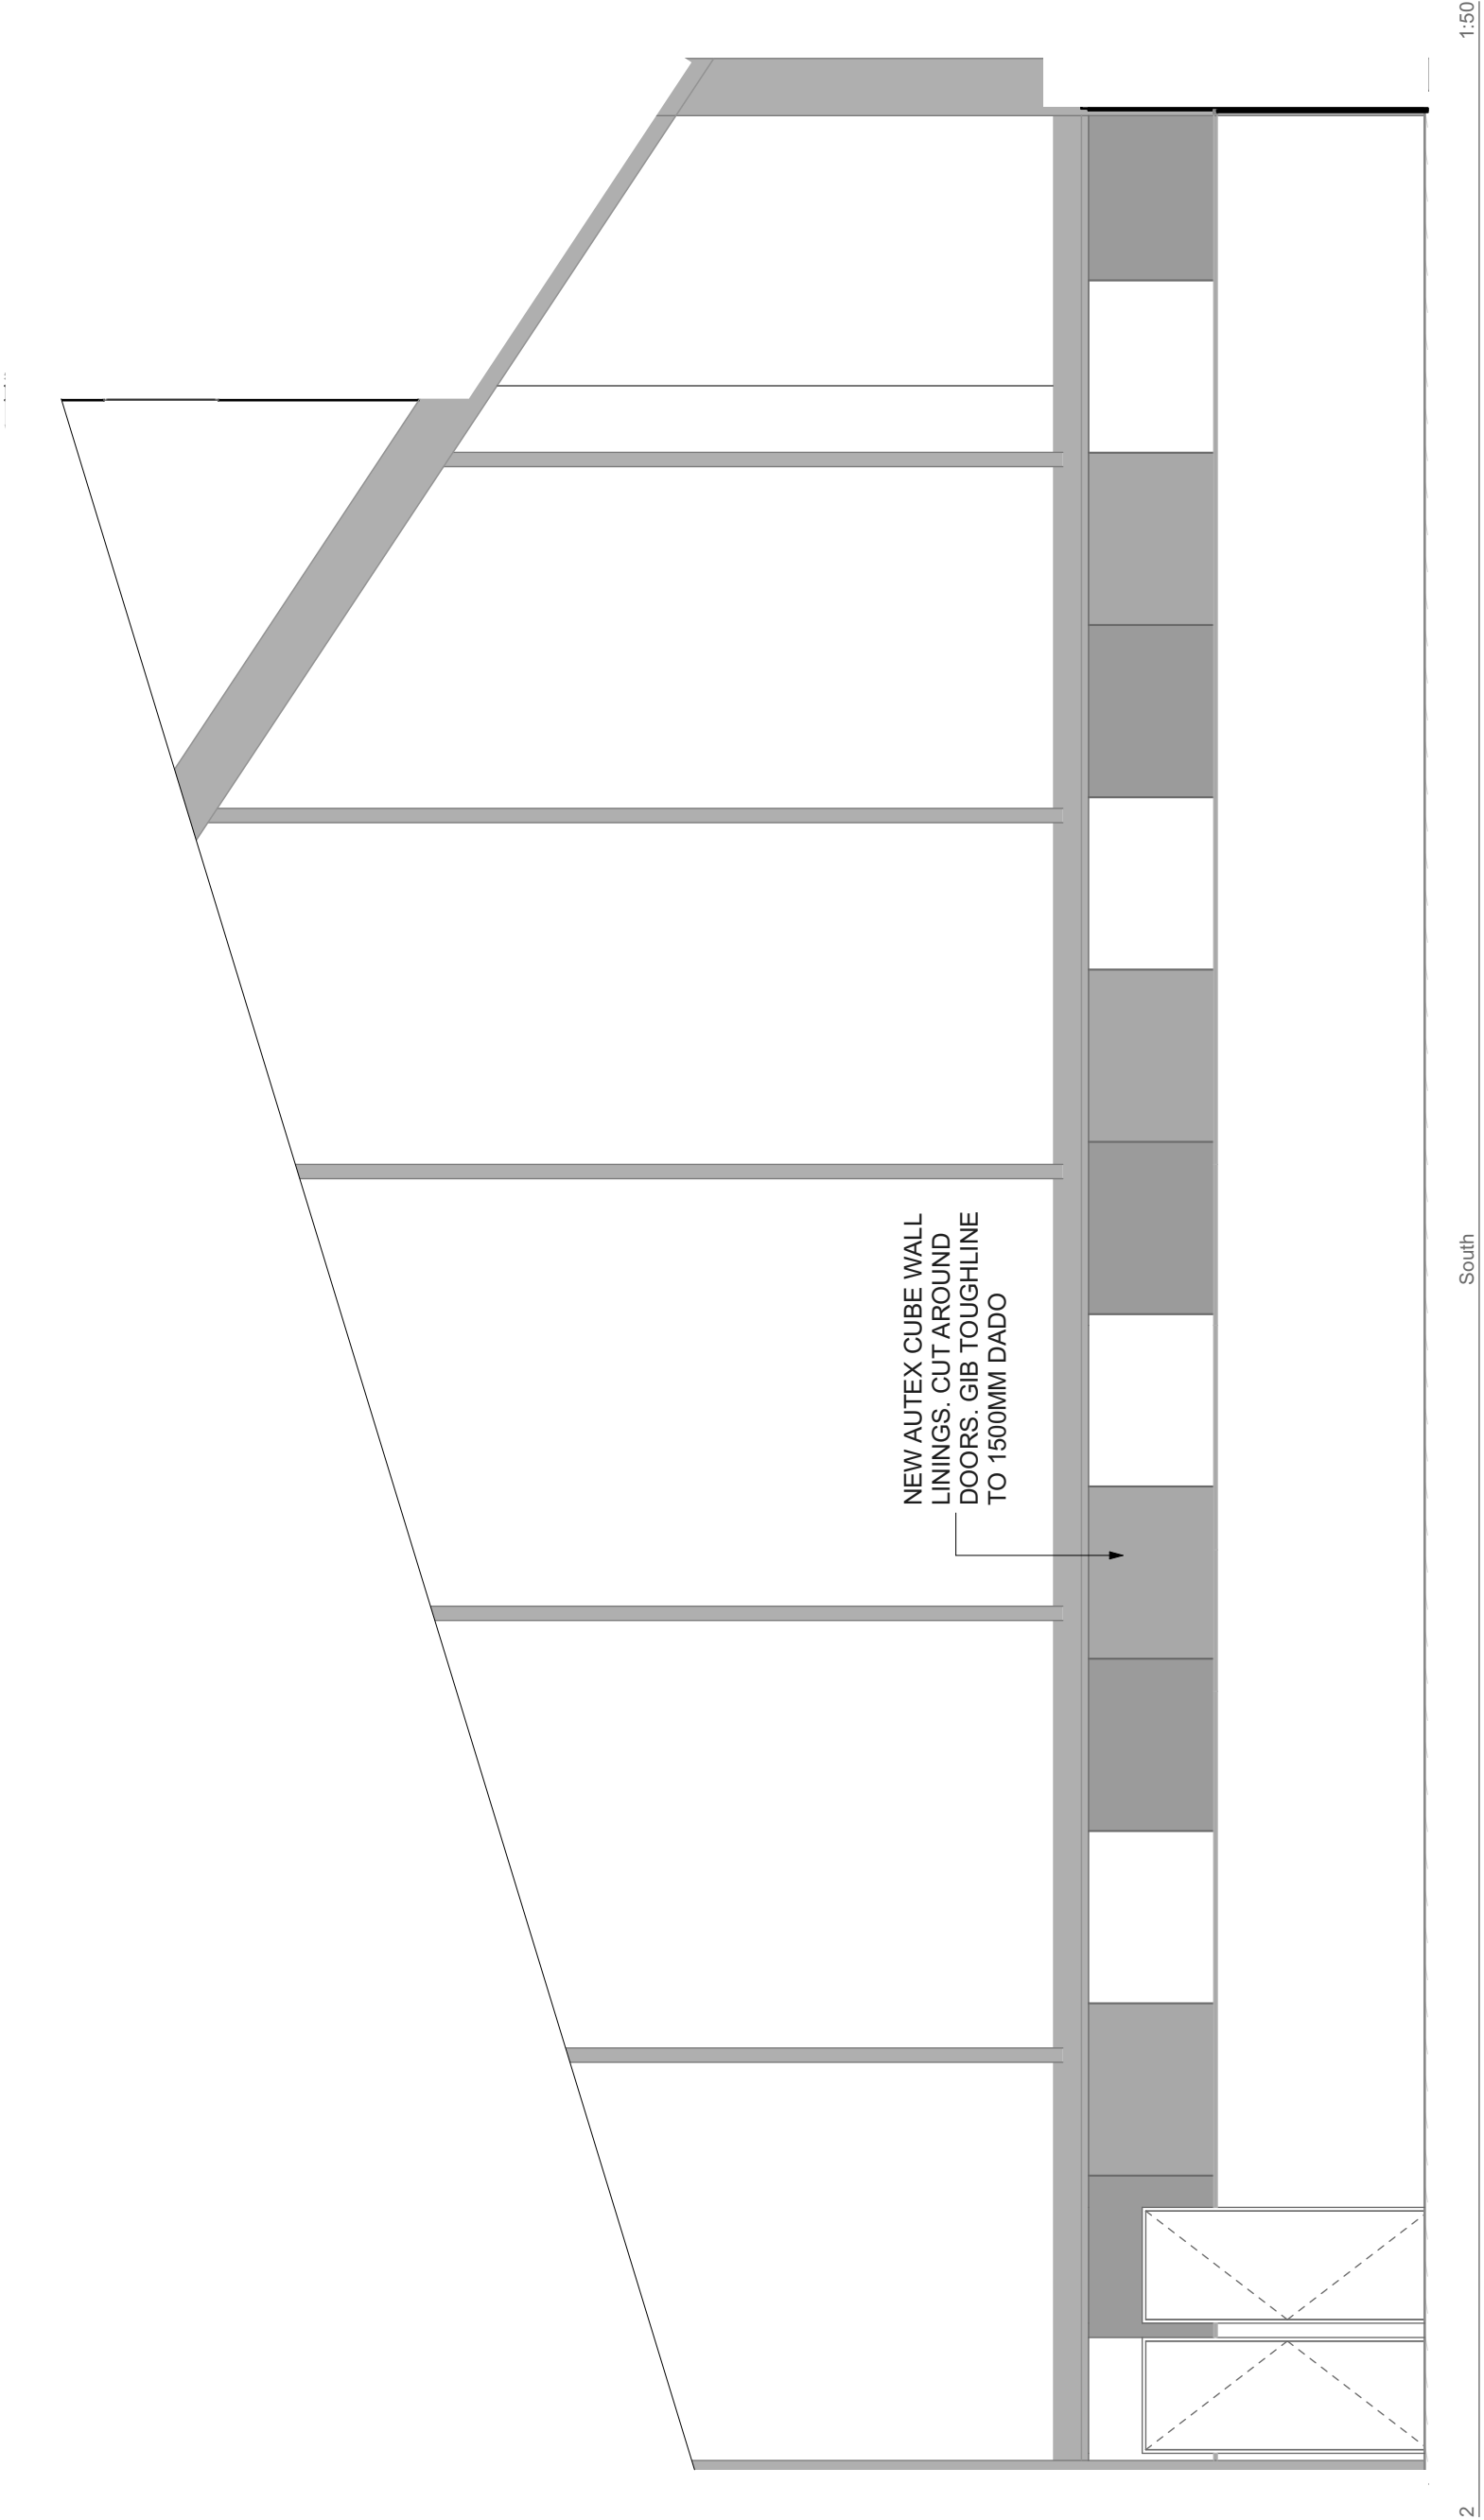 NEW AUTEX CUBE WALL
LININGS. CUT AROUND
DOORS. GIB TOUGHLINE
TO 1500MM DADO
2
South
1:50